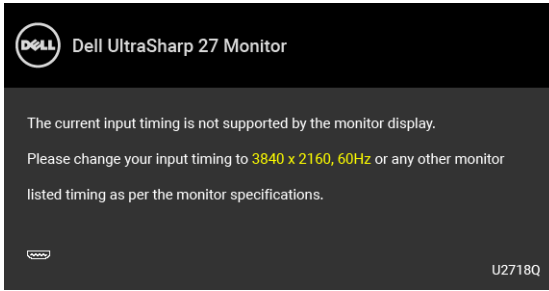 DELL
Dell UltraSharp 27 Monitor
The current input timing is not supported by the monitor display.
Please change your input timing to 3840 x 2160, 60Hz or any other monitor
listed timing as per the monitor specifications.
U2718Q